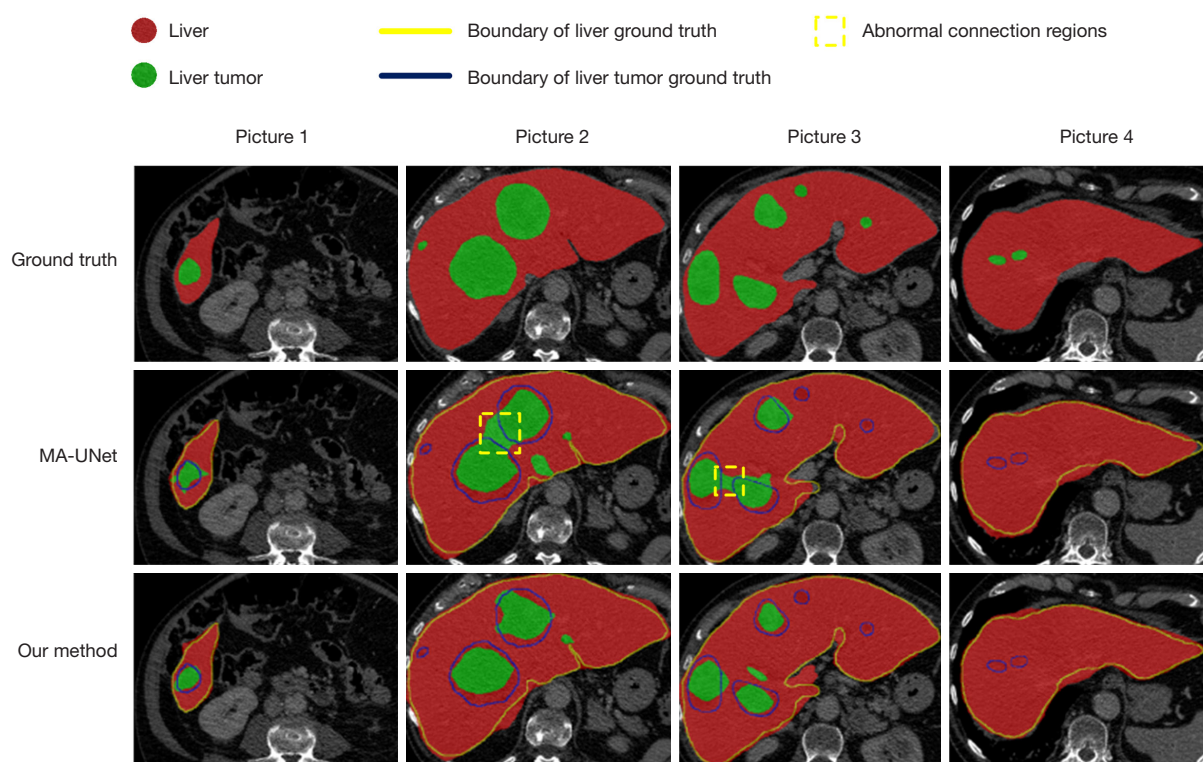 Liver
Boundary of liver ground truth
Abnormal connection regions
Liver tumor
Boundary of liver tumor ground truth
Picture 1
Picture 2
Picture 3
Picture 4
Ground truth
MA-UNet
Our method